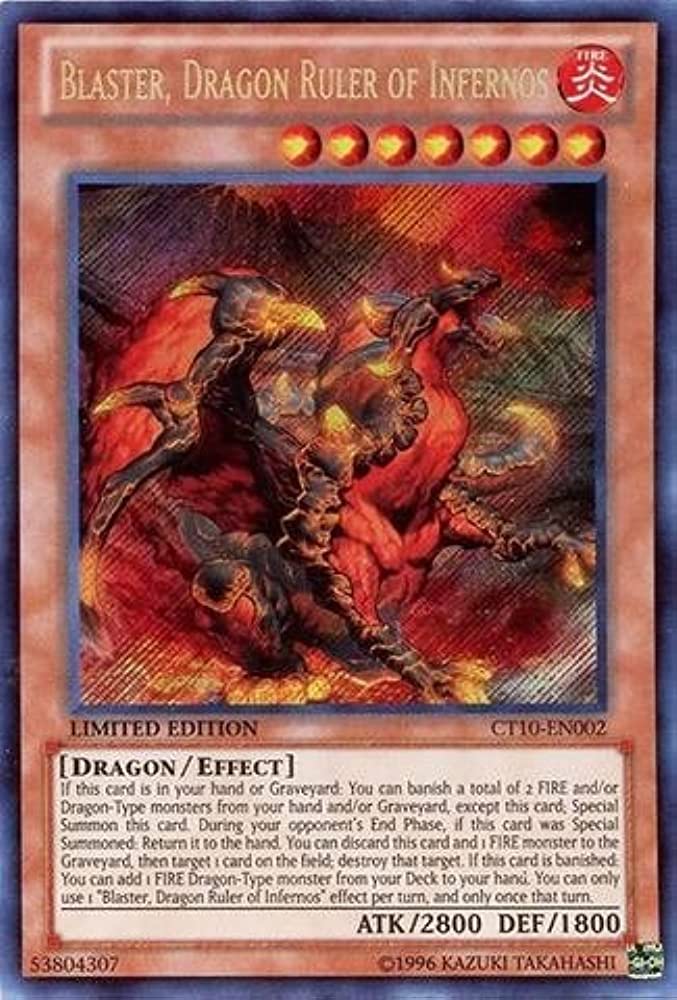 BLASTER, DRAGON RULER OF INFERNOS
FIRE
炎
LIMITED EDITION
CT10-EN002
[DRAGON/EFFECT]
If this card is in your hand or Graveyard: You can banish a total of 2 FIRE and/or
Dragon-Type monsters from your hand and/or Graveyard, except this card; Special
Summon this card. During your opponent's End Phase, if this card was Special
Summoned: Return it to the hand. You can discard this card and 1 FIRE monster to the
Graveyard, then target 1 card on the field; destroy that target. If this card is banished:
You can add 1 FIRE Dragon-Type monster from your Deck to your hand. You can only
use 1 "Blaster, Dragon Ruler of Infernos" effect per turn, and only once that turn.
ATK/2800 DEF/1800
53804307
©1996 KAZUKI TAKAHASHI